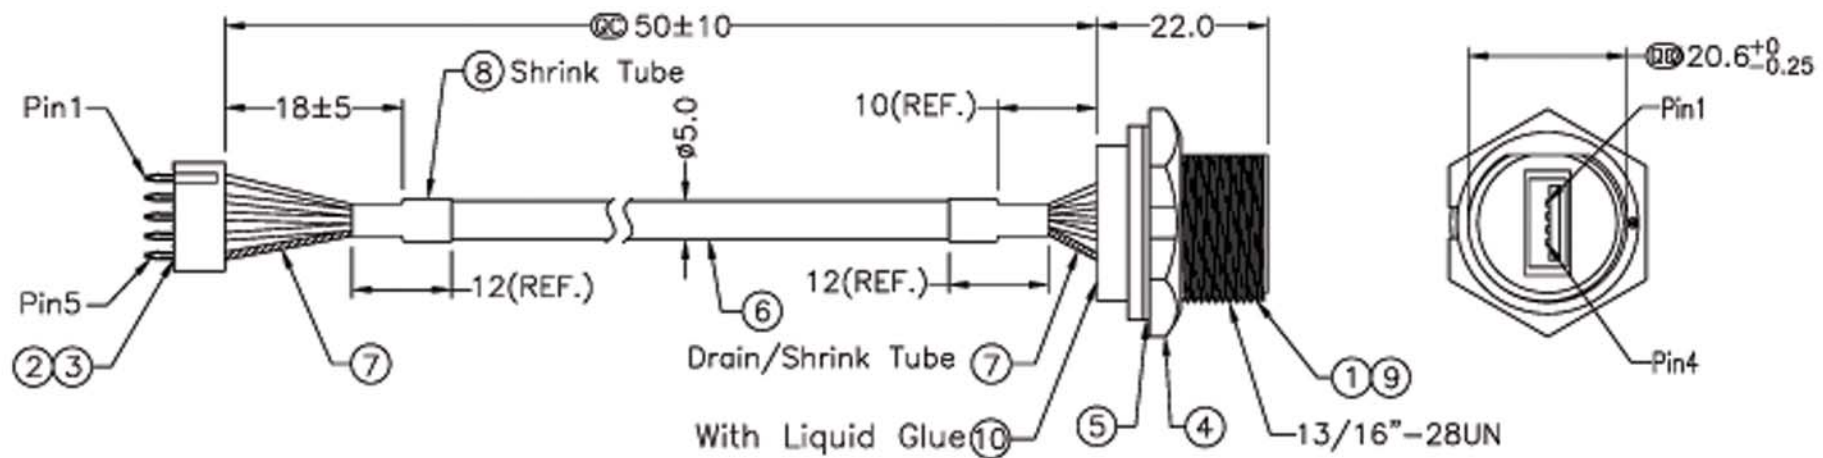 QC 50±10
22.0
20.6 +0 -0.25
8 Shrink Tube
Pin1
18±5
10(REF.)
ø5.0
Pin1
Pin5
12(REF.)
12(REF.)
6
2 3
7
Drain/Shrink Tube 7
Pin4
1 9
With Liquid Glue 10
5
4
13/16"-28UN